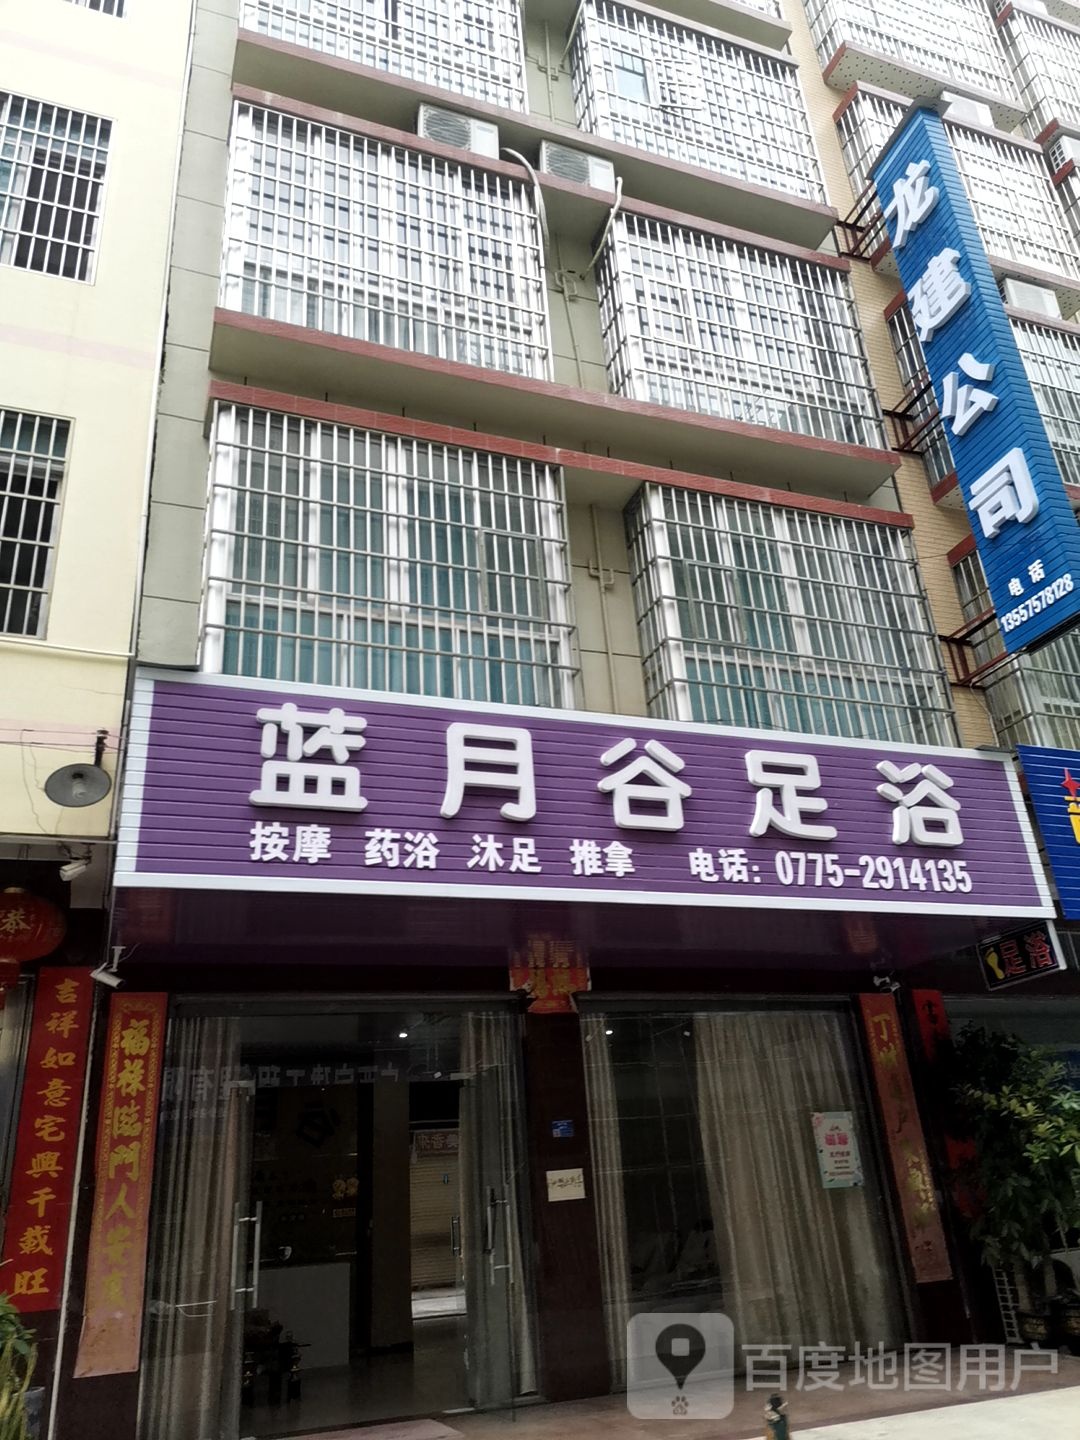 龙建公司
电话
13557578128
蓝月谷足浴
按摩 药浴 沐足 推拿 电话：0775-2914135
足浴
恭
吉祥如意宅興千載旺
福禄臨門人
百度地图用户